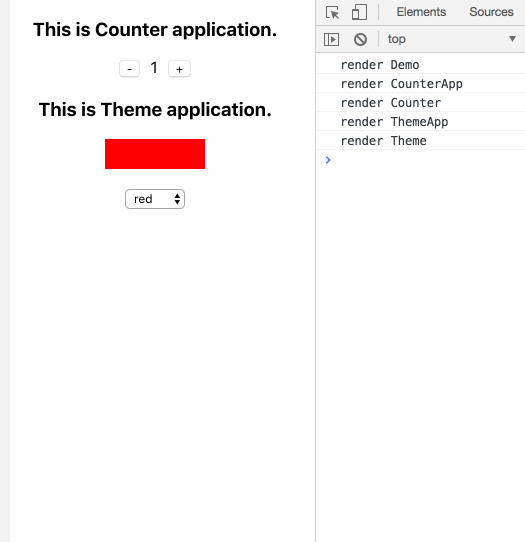 This is Counter application.
- 1 +
This is Theme application.
red
Elements Sources
top
render Demo
render CounterApp
render Counter
render ThemeApp
render Theme